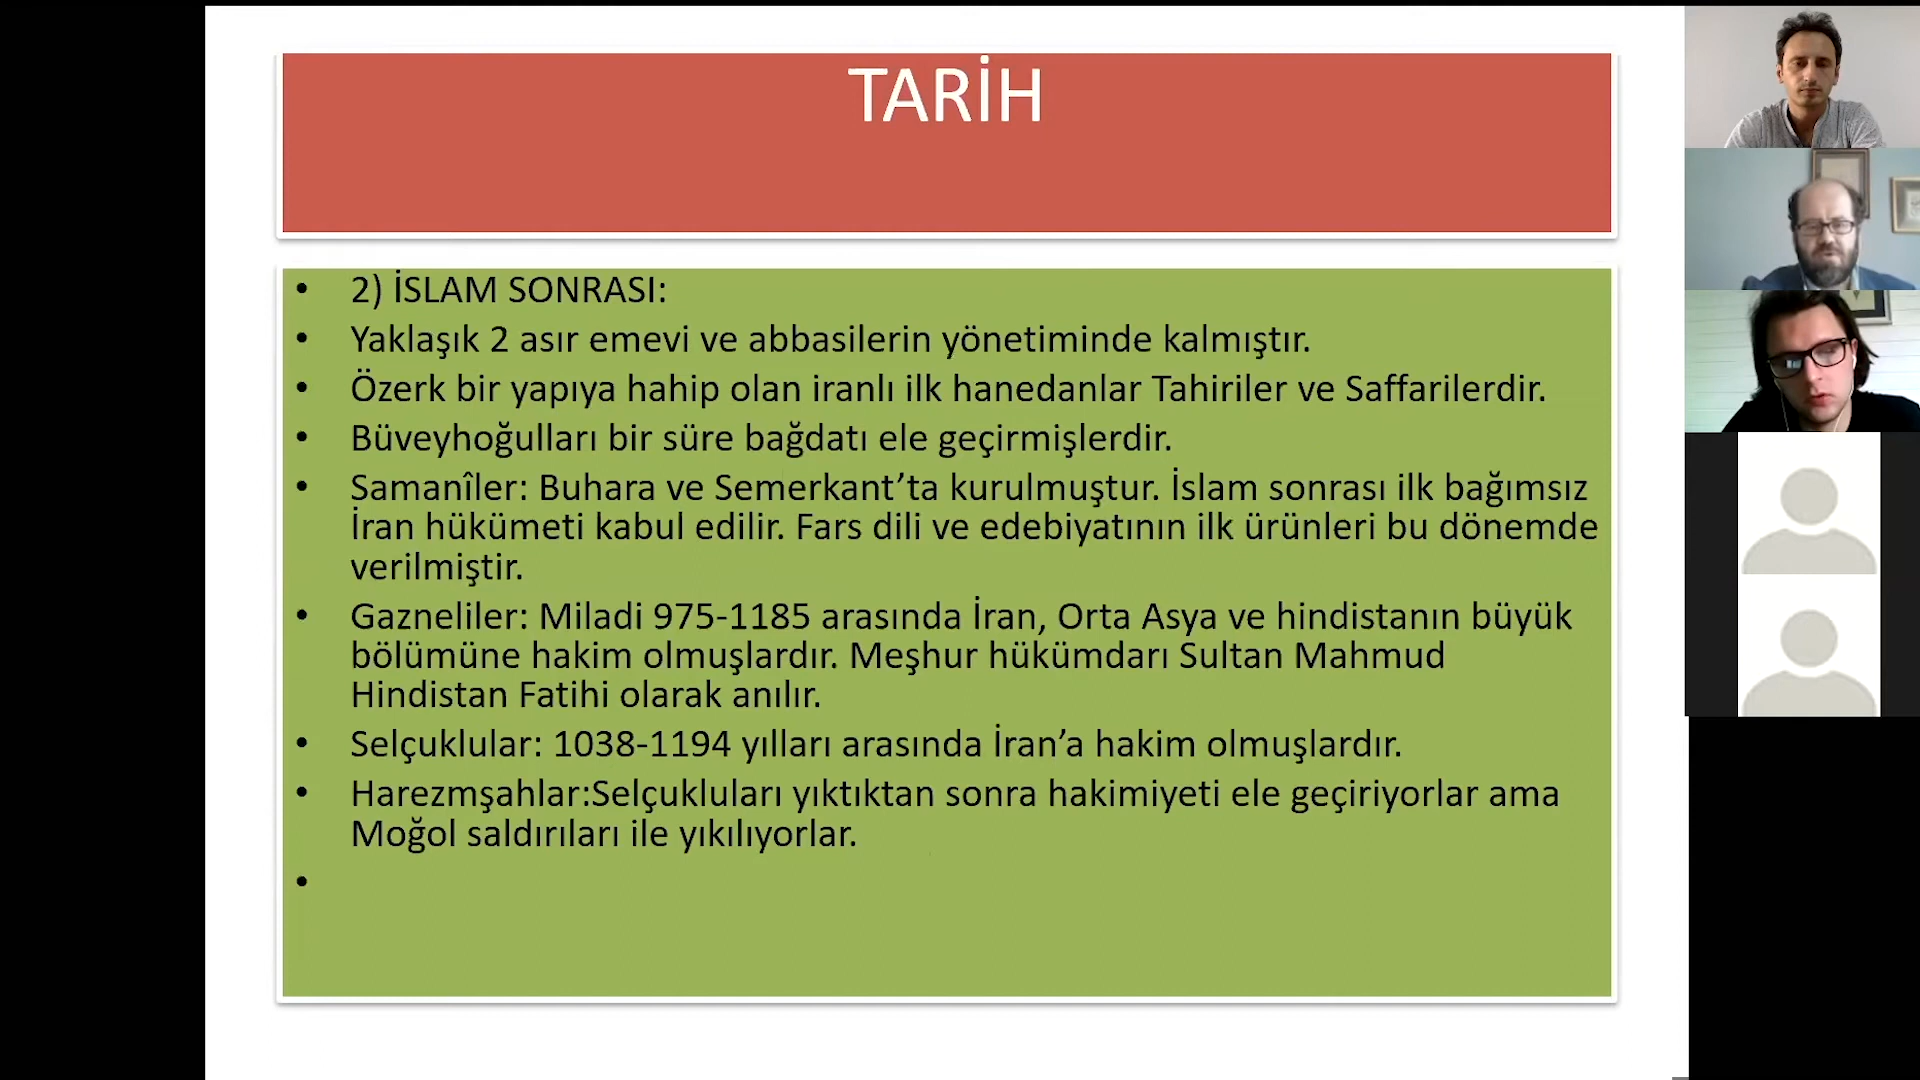 TARİH
• 2) İSLAM SONRASI:
• Yaklaşık 2 asır emevi ve abbasilerin yönetiminde kalmıştır.
• Özerk bir yapıya hahip olan iranlı ilk hanedanlar Tahiriler ve Saffarilerdir.
• Büveyhoğulları bir süre bağdatı ele geçirmişlerdir.
• Samanîler: Buhara ve Semerkant’ta kurulmuştur. İslam sonrası ilk bağımsız
İran hükümeti kabul edilir. Fars dili ve edebiyatının ilk ürünleri bu dönemde
verilmiştir.
• Gazneliler: Miladi 975-1185 arasında İran, Orta Asya ve hindistanın büyük
bölümüne hakim olmuşlardır. Meşhur hükümdarı Sultan Mahmud
Hindistan Fatihi olarak anılır.
• Selçuklular: 1038-1194 yılları arasında İran’a hakim olmuşlardır.
• Harezmşahlar:Selçukluları yıktıktan sonra hakimiyeti ele geçiriyorlar ama
Moğol saldırıları ile yıkılıyorlar.
•